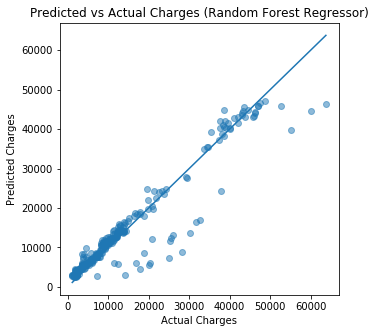 Predicted vs Actual Charges (Random Forest Regressor)
60000
50000
40000
30000
20000
10000
0
Predicted Charges
0 10000 20000 30000 40000 50000 60000
Actual Charges